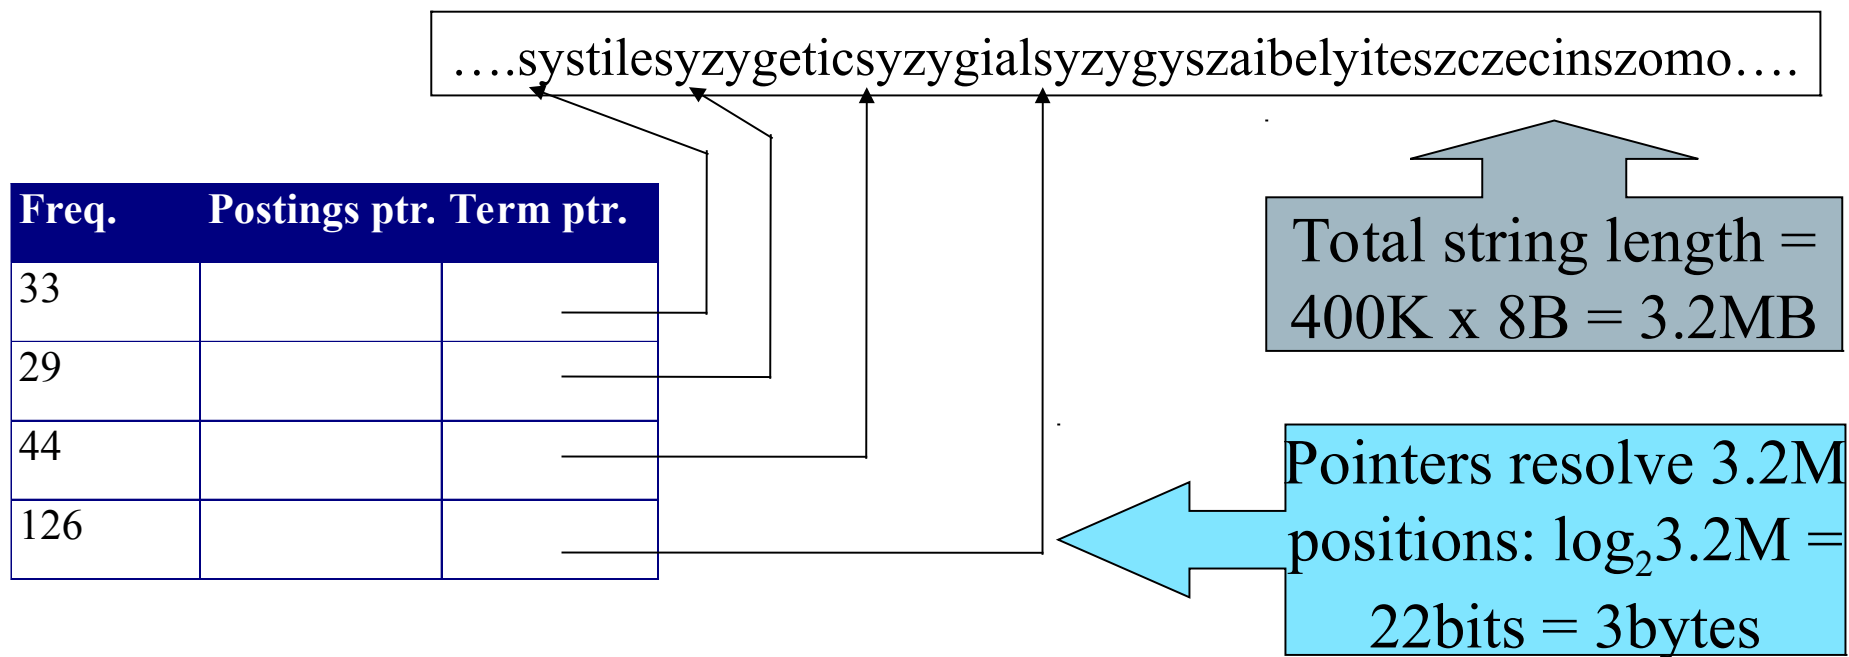 ….systilesyzygeticsyzygialsyzygyszaibelyiteszczecinszomo….
Freq. Postings ptr. Term ptr.
33
29
44
126
Total string length =
400K x 8B = 3.2MB
Pointers resolve 3.2M
positions: log₂3.2M =
22bits = 3bytes